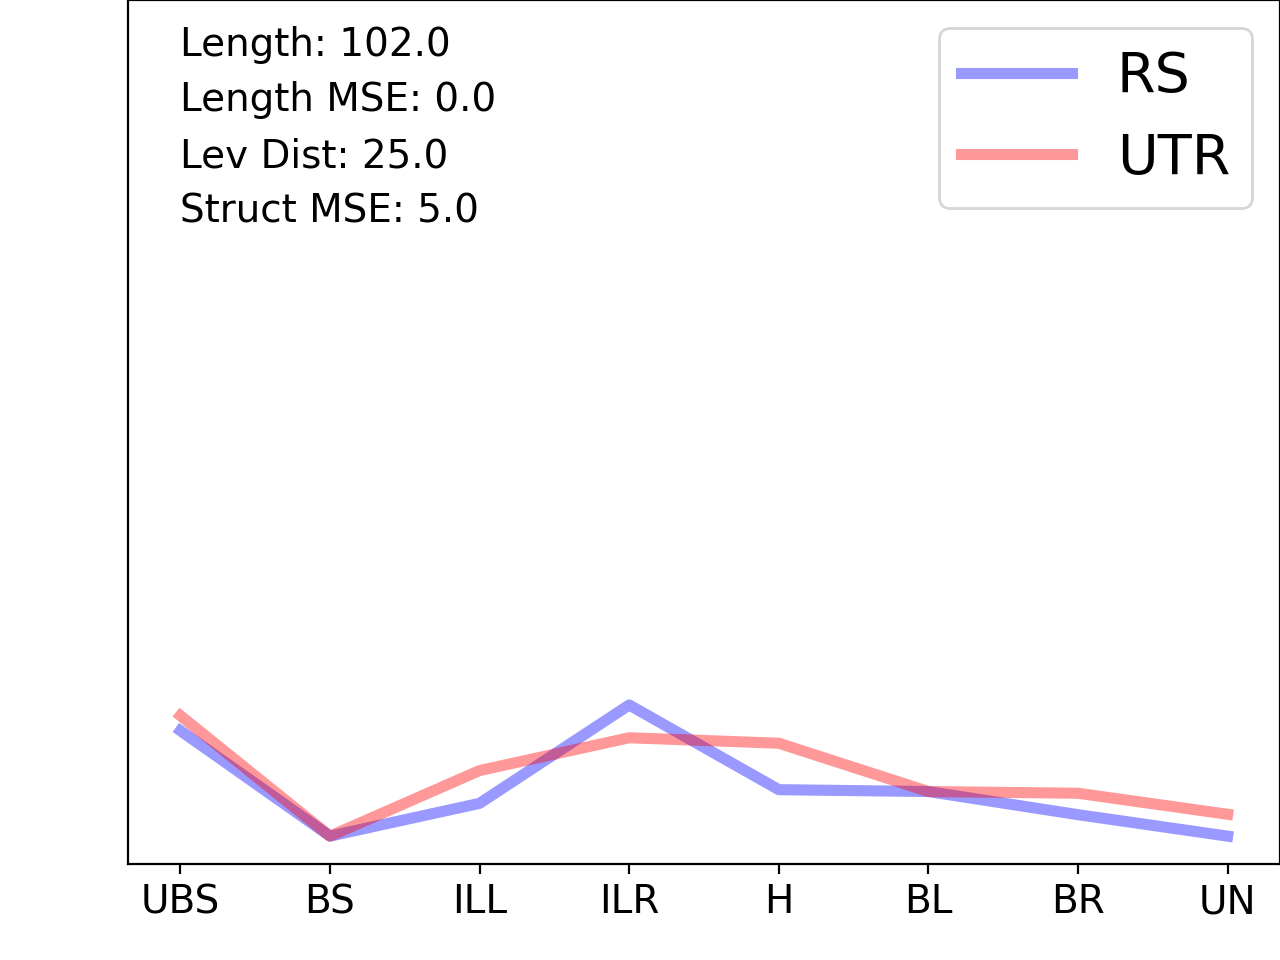 Length: 102.0
Length MSE: 0.0
Lev Dist: 25.0
Struct MSE: 5.0
RS
UTR
UBS BS ILL ILR H BL BR UN